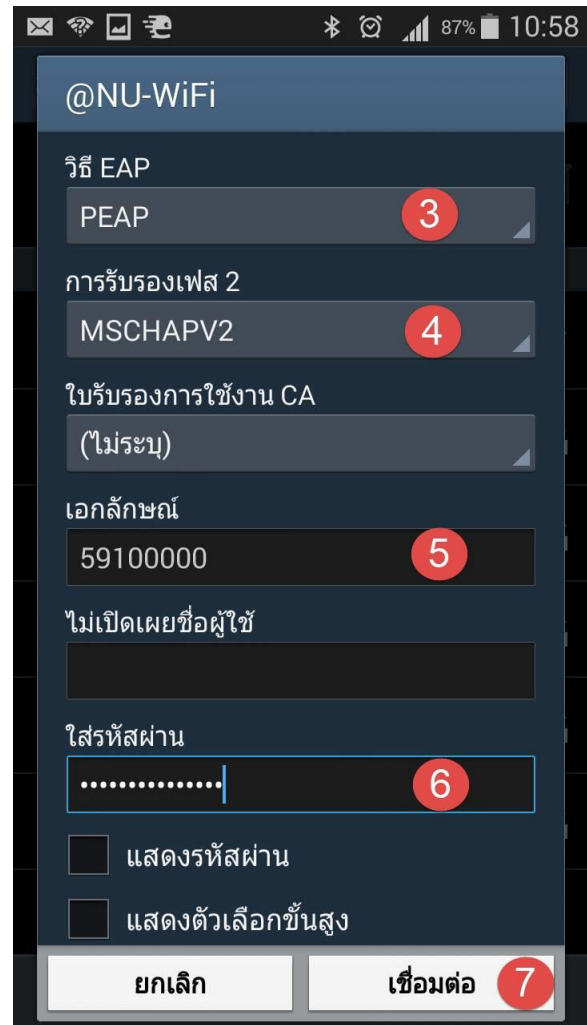 87% 10:58
@NU-WiFi
วิธี EAP
PEAP 3
การรับรองเฟส 2
MSCHAPV2 4
ใบรับรองการใช้งาน CA
(ไม่ระบุ)
เอกลักษณ์
59100000 5
ไม่เปิดเผยชื่อผู้ใช้
ใส่รหัสผ่าน
••••••••••••••• 6
แสดงรหัสผ่าน
แสดงตัวเลือกขั้นสูง
ยกเลิก เชื่อมต่อ 7